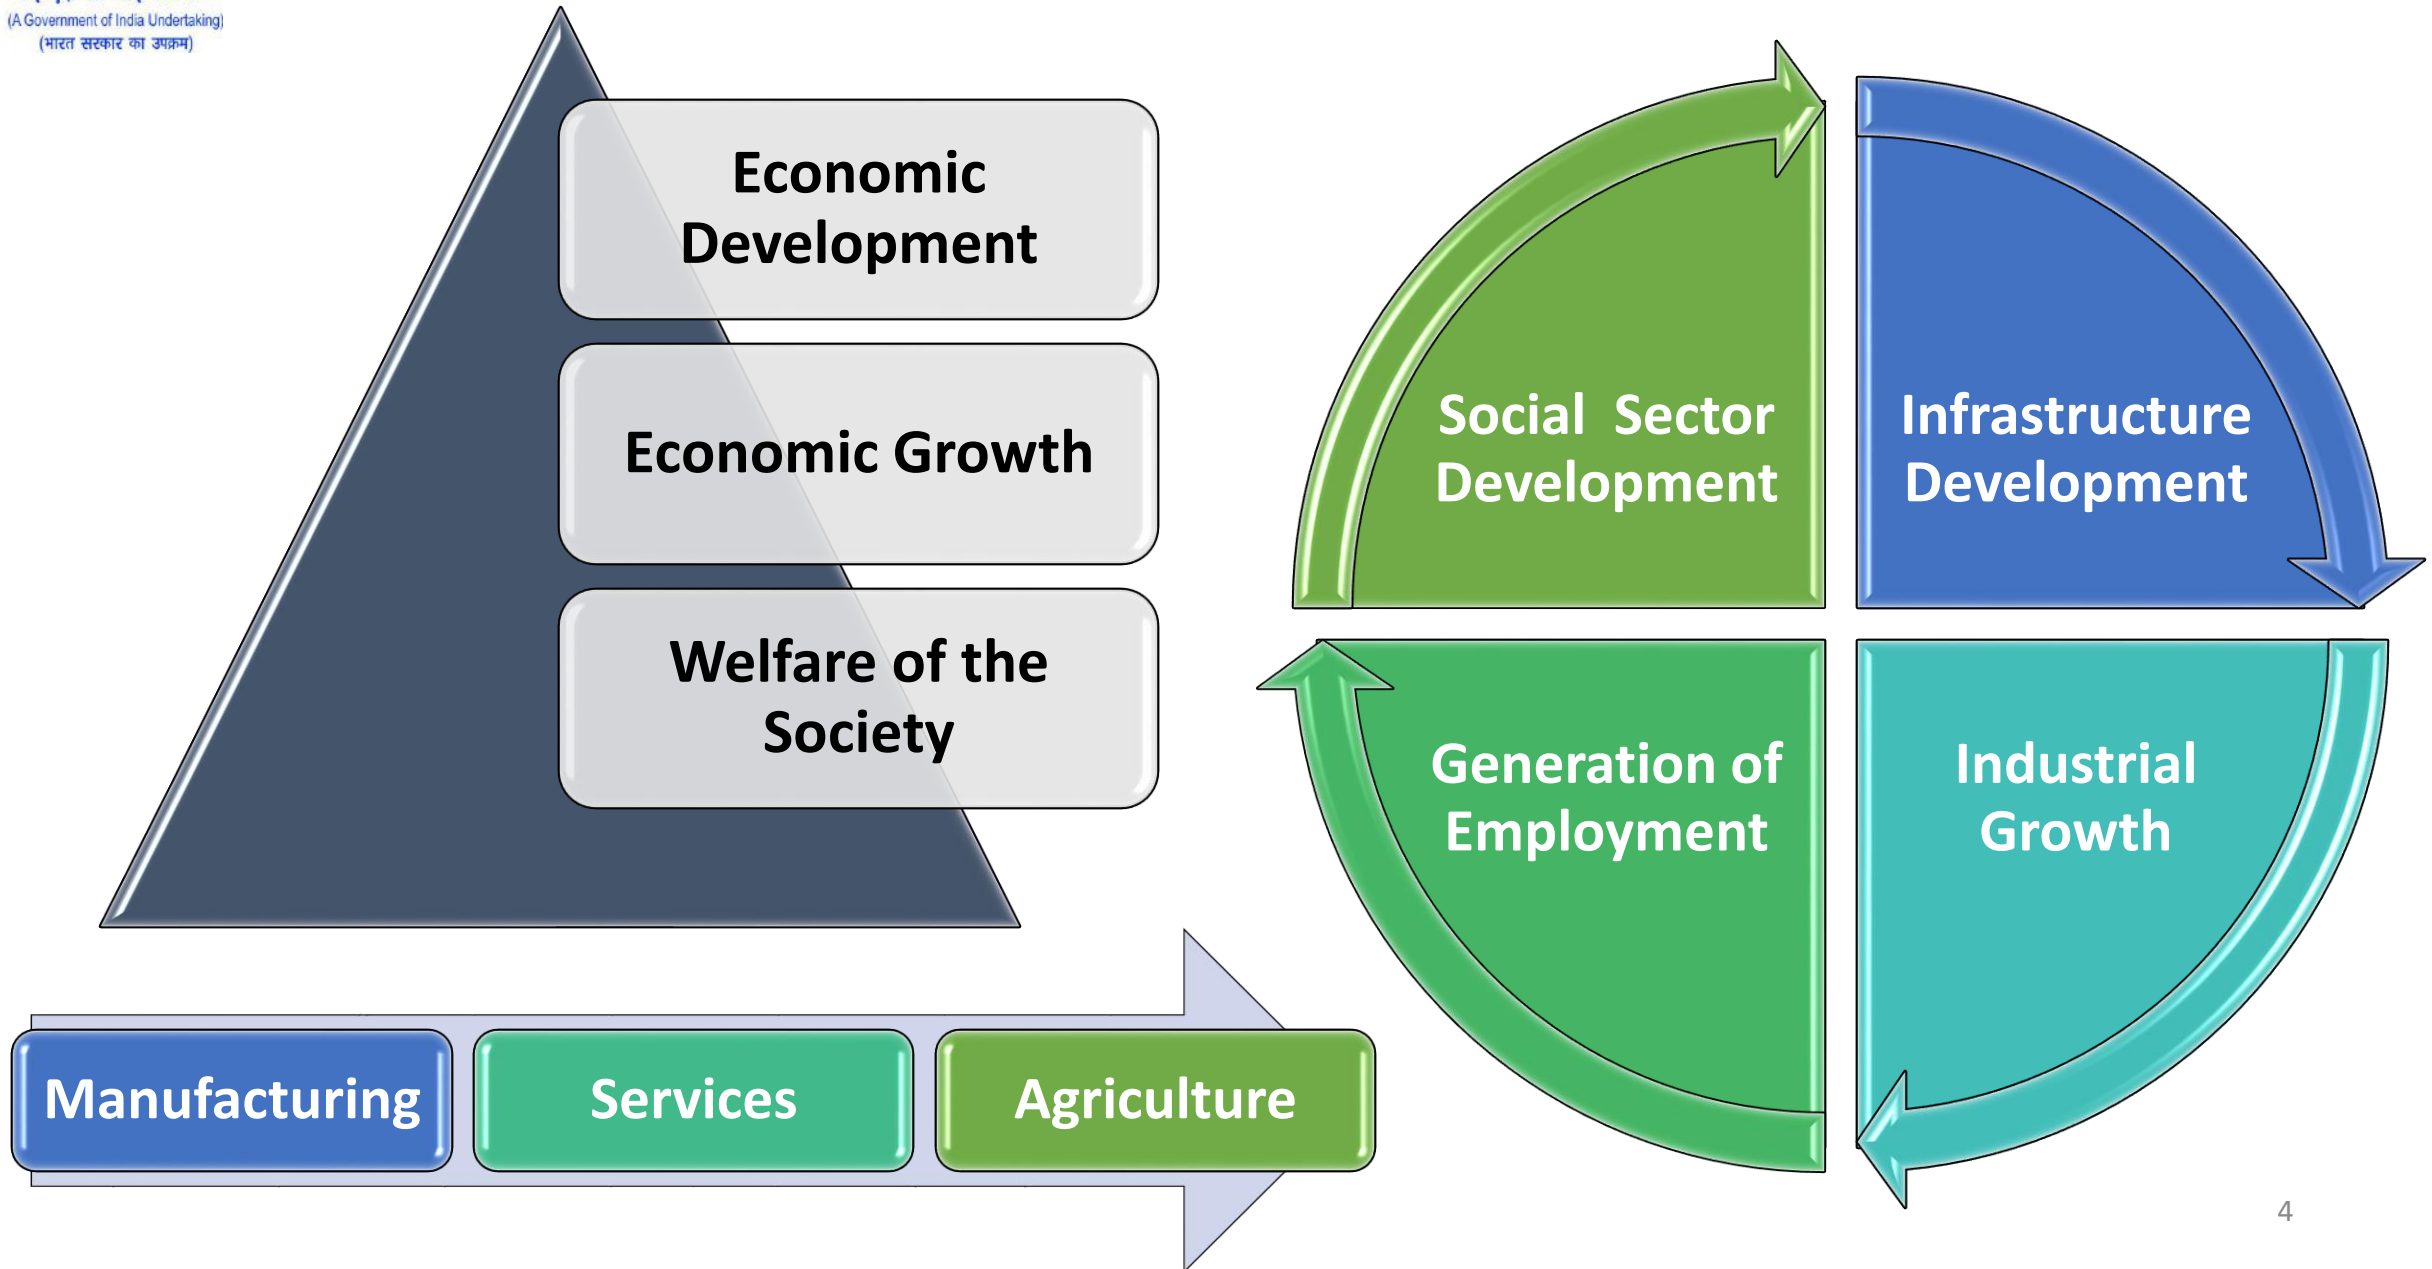 (A Government of India Undertaking)
(भारत सरकार का उपक्रम)
Economic
Development
Economic Growth
Welfare of the
Society
Manufacturing
Services
Agriculture
Social  Sector
Development
Infrastructure
Development
Generation of
Employment
Industrial
Growth
4